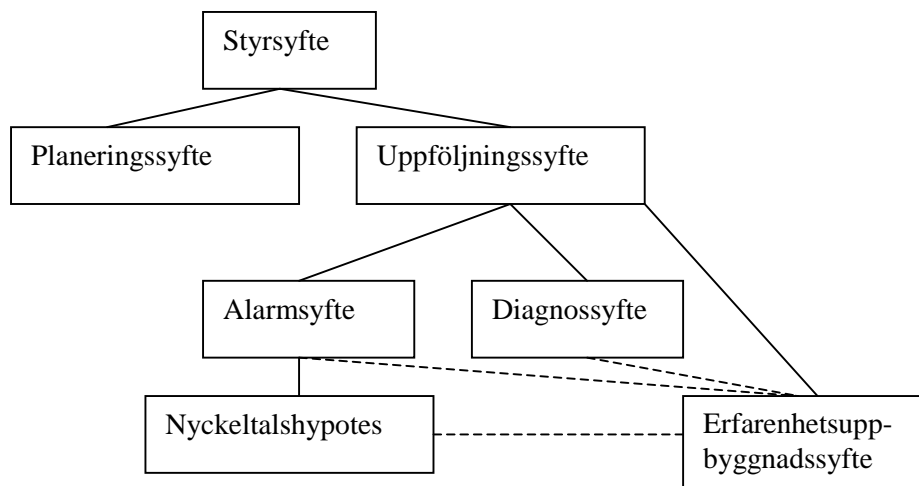 Styrsyfte
Planeringssyfte
Uppföljningssyfte
Alarmsyfte
Diagnossyfte
Nyckeltalshypotes
Erfarenhetsupp-
byggnadssyfte